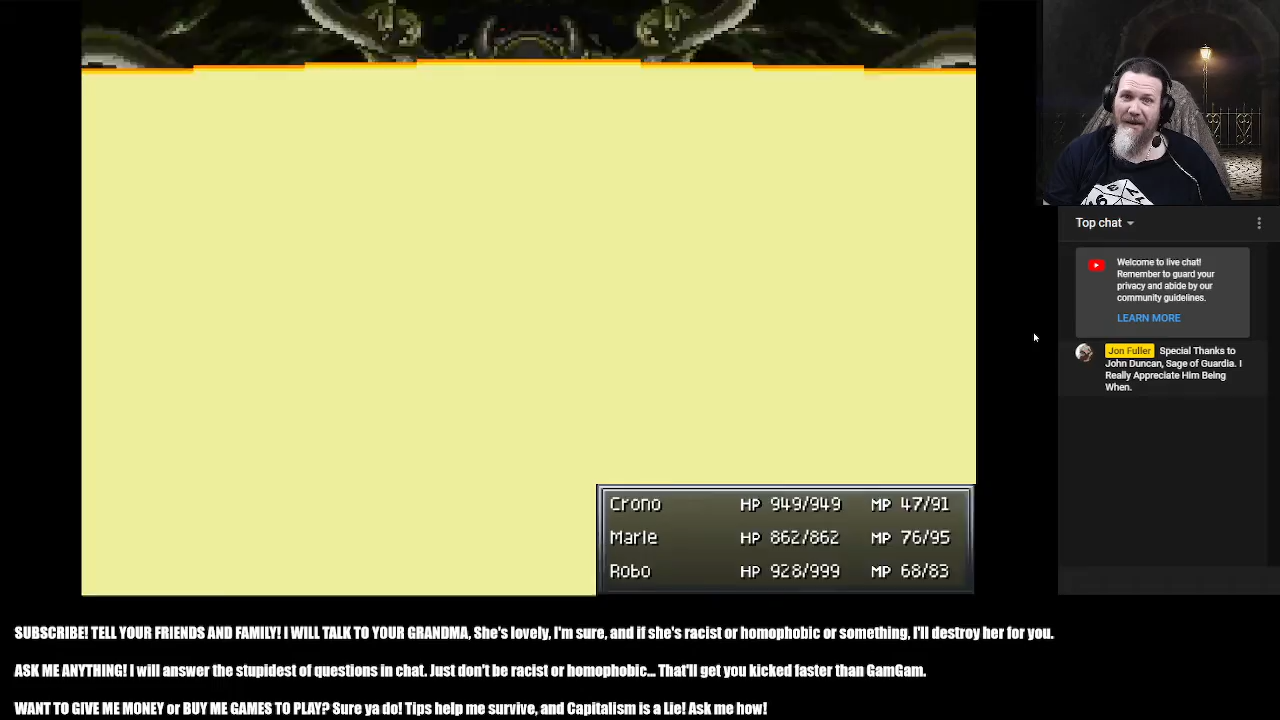 Crono HP 949/949 MP 47/91
Marle HP 862/862 MP 76/95
Robo HP 928/999 MP 68/83
Top chat
Welcome to live chat!
Remember to guard your
privacy and abide by our
community guidelines.
LEARN MORE
Jon Fuller Special Thanks to
John Duncan, Sage of Guardia. I
Really Appreciate Him Being
When.
SUBSCRIBE! TELL YOUR FRIENDS AND FAMILY! I WILL TALK TO YOUR GRANDMA, She's lovely, I'm sure, and if she's racist or homophobic or something, I'll destroy her for you.
ASK ME ANYTHING! I will answer the stupidest of questions in chat. Just don't be racist or homophobic... That'll get you kicked faster than GamGam.
WANT TO GIVE ME MONEY or BUY ME GAMES TO PLAY? Sure ya do! Tips help me survive, and Capitalism is a Lie! Ask me how!